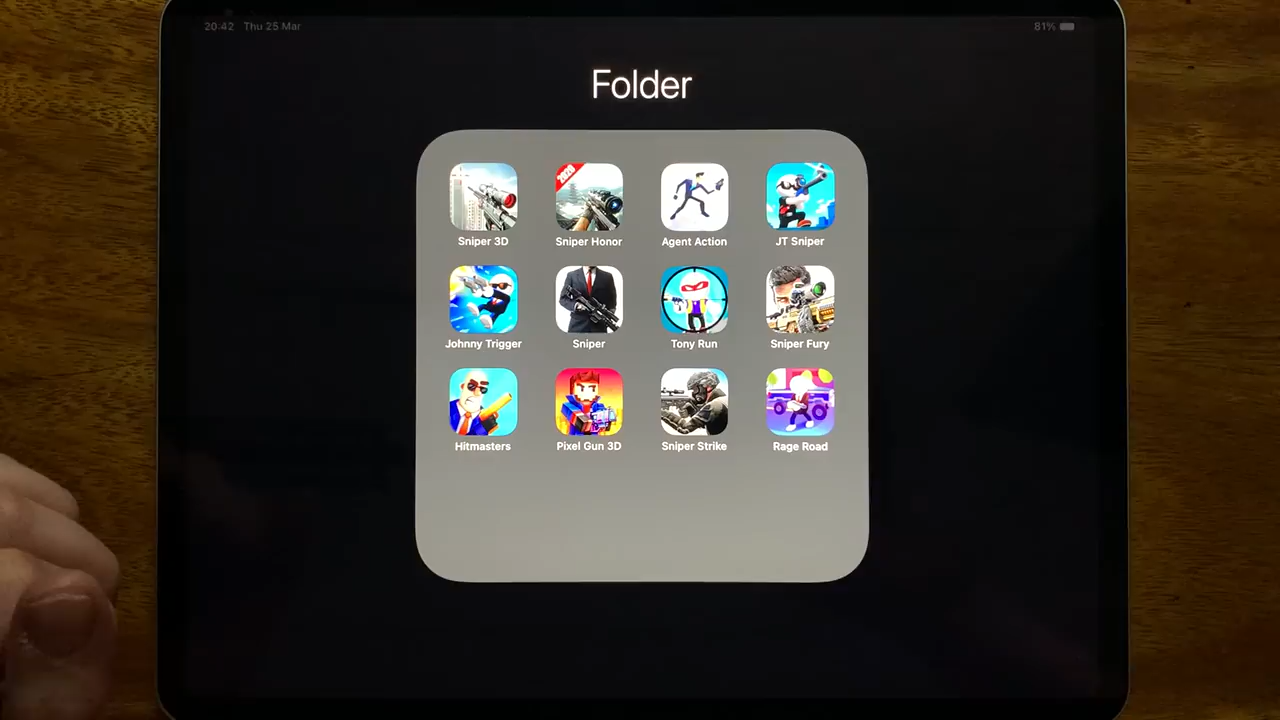 20:42 Thu 25 Mar 81%
Folder
2020
Sniper 3D Sniper Honor Agent Action JT Sniper
Johnny Trigger Sniper Tony Run Sniper Fury
Hitmasters Pixel Gun 3D Sniper Strike Rage Road